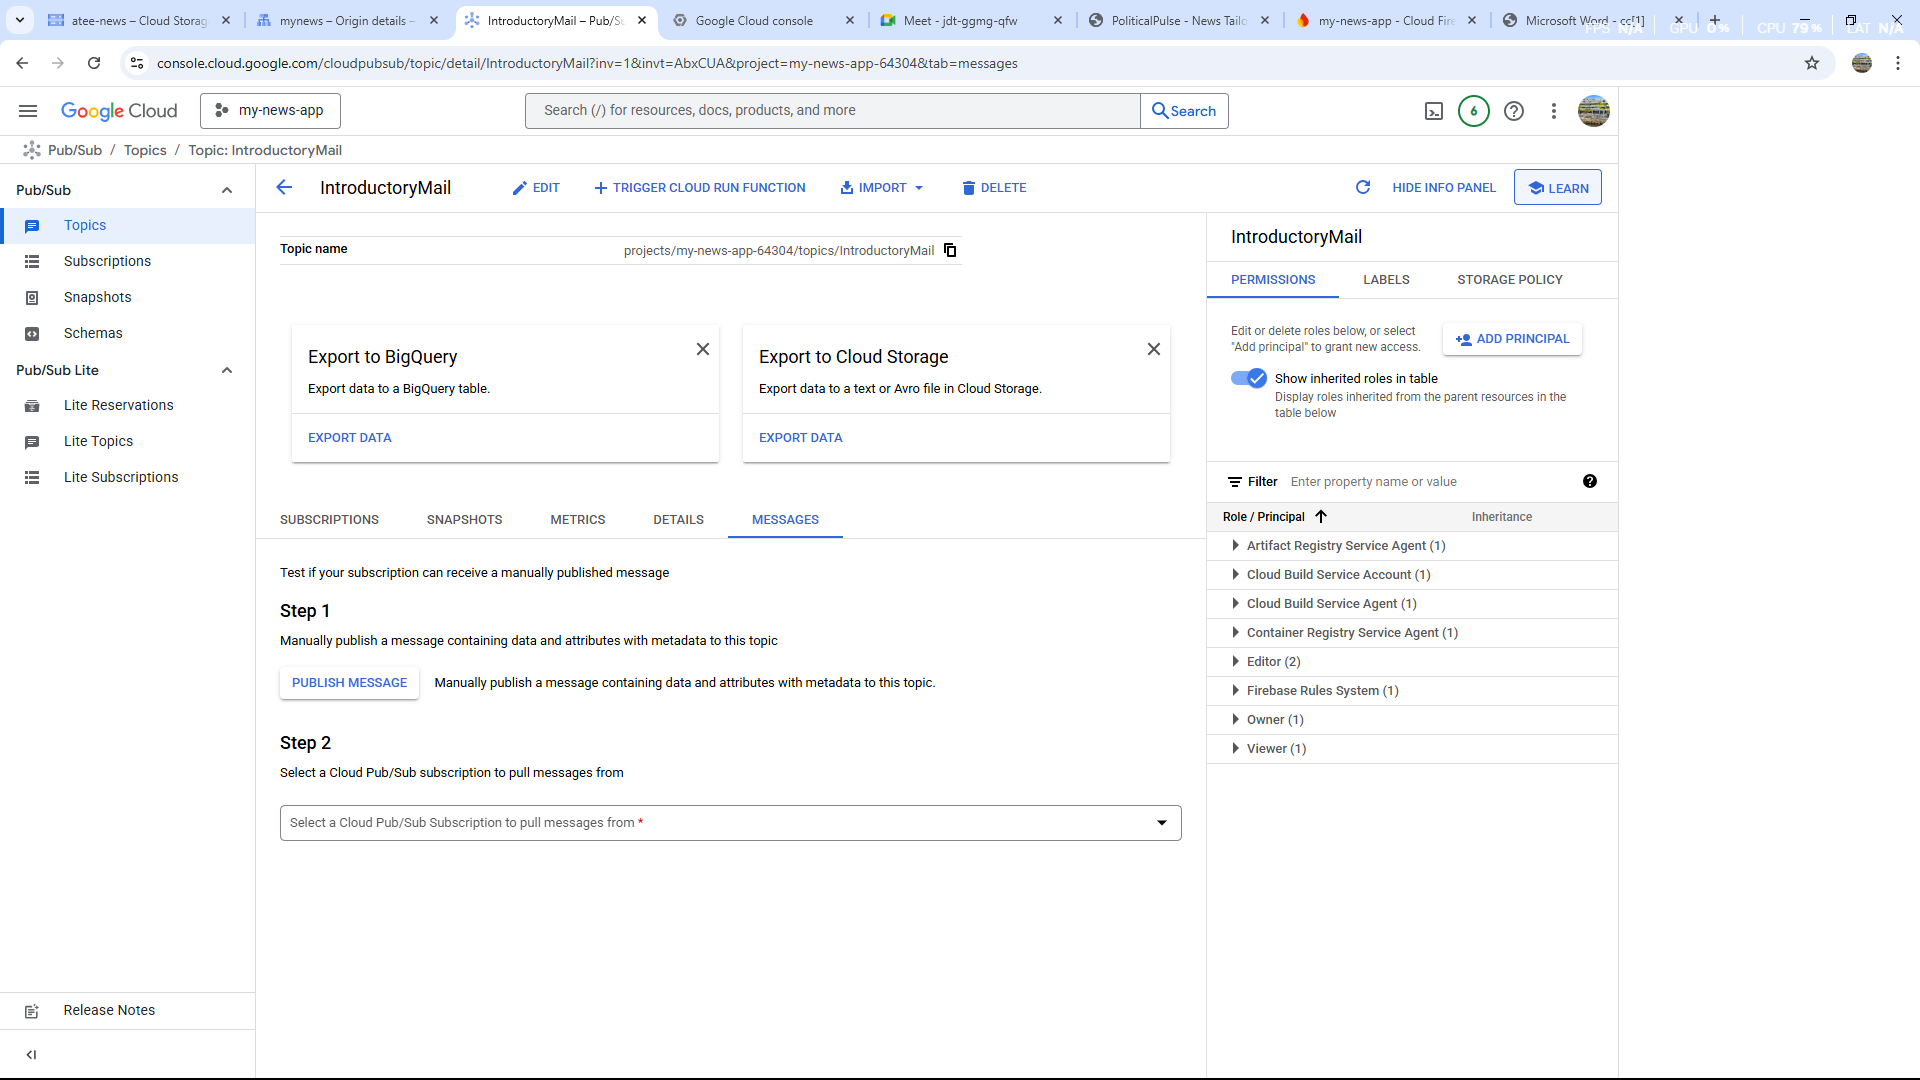 atee-news – Cloud Storag
mynews – Origin details –
IntroductoryMail – Pub/Su
Google Cloud console
Meet - jdt-ggmg-qfw
PoliticalPulse - News Tailo
my-news-app - Cloud Fire
Microsoft Word - cc[1]
FPS N/A GPU 0% CPU 79% LAT N/A
console.cloud.google.com/cloudpubsub/topic/detail/IntroductoryMail?inv=1&invt=AbxCUA&project=my-news-app-64304&tab=messages
Google Cloud
my-news-app
Search (/) for resources, docs, products, and more
Search
6
Pub/Sub / Topics / Topic: IntroductoryMail
Pub/Sub
Topics
Subscriptions
Snapshots
Schemas
Pub/Sub Lite
Lite Reservations
Lite Topics
Lite Subscriptions
Release Notes
IntroductoryMail
EDIT
TRIGGER CLOUD RUN FUNCTION
IMPORT
DELETE
HIDE INFO PANEL
LEARN
Topic name
projects/my-news-app-64304/topics/IntroductoryMail
Export to BigQuery
Export data to a BigQuery table.
EXPORT DATA
Export to Cloud Storage
Export data to a text or Avro file in Cloud Storage.
EXPORT DATA
SUBSCRIPTIONS
SNAPSHOTS
METRICS
DETAILS
MESSAGES
Test if your subscription can receive a manually published message
Step 1
Manually publish a message containing data and attributes with metadata to this topic
PUBLISH MESSAGE
Manually publish a message containing data and attributes with metadata to this topic.
Step 2
Select a Cloud Pub/Sub subscription to pull messages from
Select a Cloud Pub/Sub Subscription to pull messages from *
IntroductoryMail
PERMISSIONS
LABELS
STORAGE POLICY
Edit or delete roles below, or select
"Add principal" to grant new access.
ADD PRINCIPAL
Show inherited roles in table
Display roles inherited from the parent resources in the
table below
Filter
Enter property name or value
Role / Principal
Inheritance
Artifact Registry Service Agent (1)
Cloud Build Service Account (1)
Cloud Build Service Agent (1)
Container Registry Service Agent (1)
Editor (2)
Firebase Rules System (1)
Owner (1)
Viewer (1)